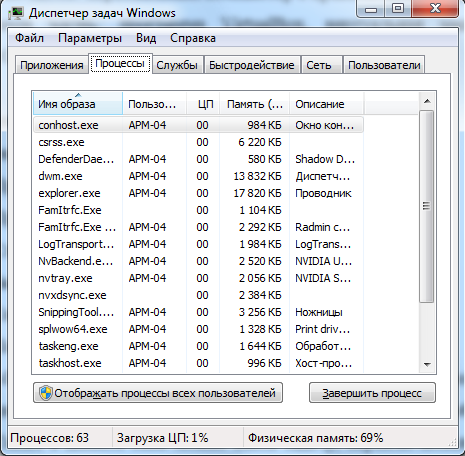 Диспетчер задач Windows
Файл Параметры Вид Справка
Приложения Процессы Службы Быстродействие Сеть Пользователи
Имя образа Пользо... ЦП Память (... Описание
conhost.exe АРМ-04 00 984 КБ Окно кон...
csrss.exe 00 6 220 КБ
DefenderDae... АРМ-04 00 580 КБ Shadow D...
dwm.exe АРМ-04 00 13 832 КБ Диспетч...
explorer.exe АРМ-04 00 17 820 КБ Проводник
FamItrfc.Exe 00 1 104 КБ
FamItrfc.Exe ... АРМ-04 00 2 292 КБ Radmin c...
LogTransport... АРМ-04 00 1 984 КБ LogTrans...
NvBackend.e... АРМ-04 00 2 520 КБ NVIDIA U...
nvtray.exe АРМ-04 00 2 056 КБ NVIDIA S...
nvxdsync.exe 00 2 384 КБ
SnippingTool.... АРМ-04 00 3 256 КБ Ножницы
splwow64.exe АРМ-04 00 1 328 КБ Print driv...
taskeng.exe АРМ-04 00 1 644 КБ Обработ...
taskhost.exe АРМ-04 00 996 КБ Хост-про...
Отображать процессы всех пользователей Завершить процесс
Процессов: 63 Загрузка ЦП: 1% Физическая память: 69%